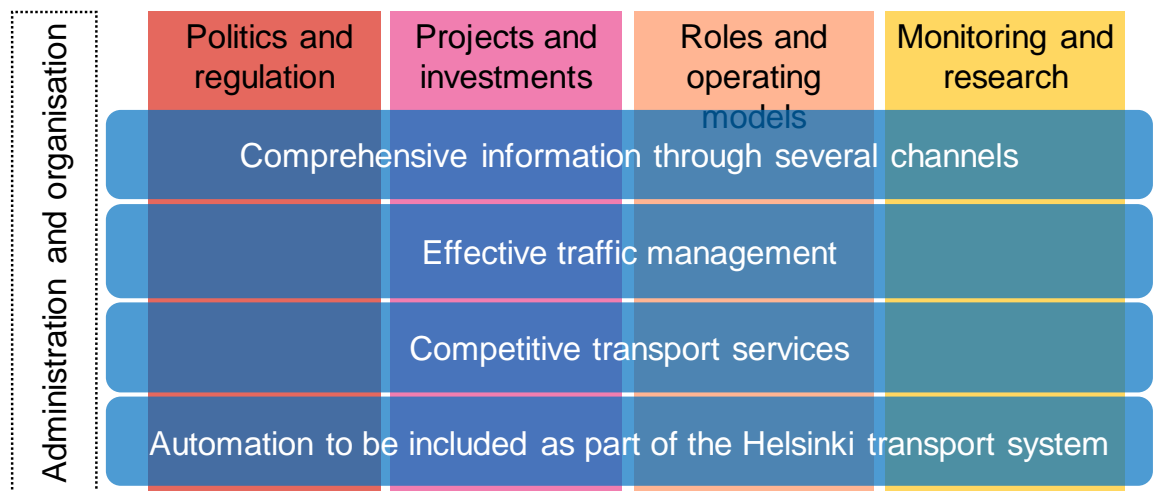 Administration and organisation
Politics and
regulation
Projects and
investments
Roles and
operating
models
Monitoring and
research
Comprehensive information through several channels
Effective traffic management
Competitive transport services
Automation to be included as part of the Helsinki transport system